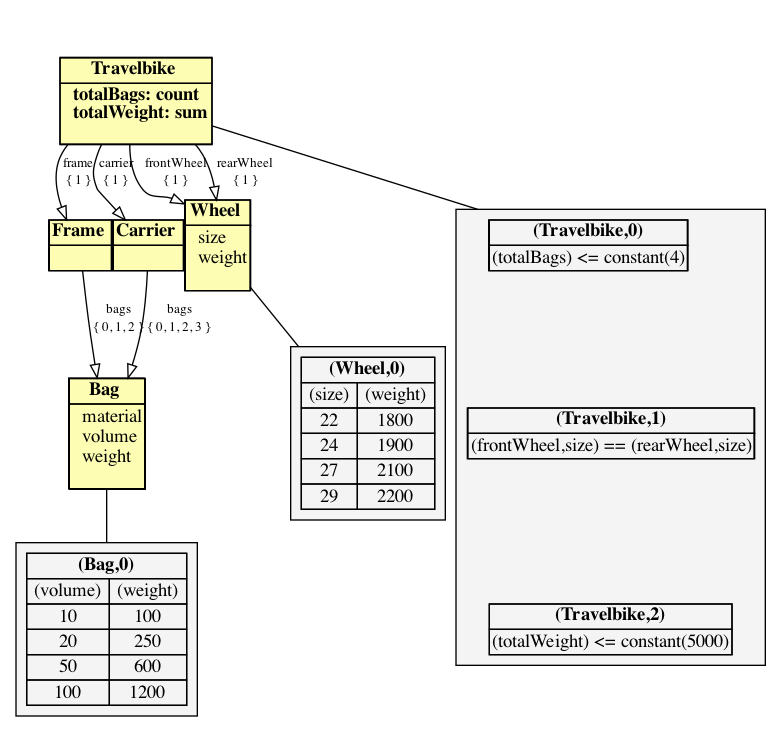 Travelbike
totalBags: count
totalWeight: sum
frame
{ 1 }
carrier
{ 1 }
frontWheel
{ 1 }
rearWheel
{ 1 }
Frame
Carrier
Wheel
size
weight
bags
{ 0 , 1 , 2 }
bags
{ 0 , 1 , 2 , 3 }
Bag
material
volume
weight
(Bag,0)
(volume) (weight)
10 100
20 250
50 600
100 1200
(Wheel,0)
(size) (weight)
22 1800
24 1900
27 2100
29 2200
(Travelbike,0)
(totalBags) <= constant(4)
(Travelbike,1)
(frontWheel,size) == (rearWheel,size)
(Travelbike,2)
(totalWeight) <= constant(5000)